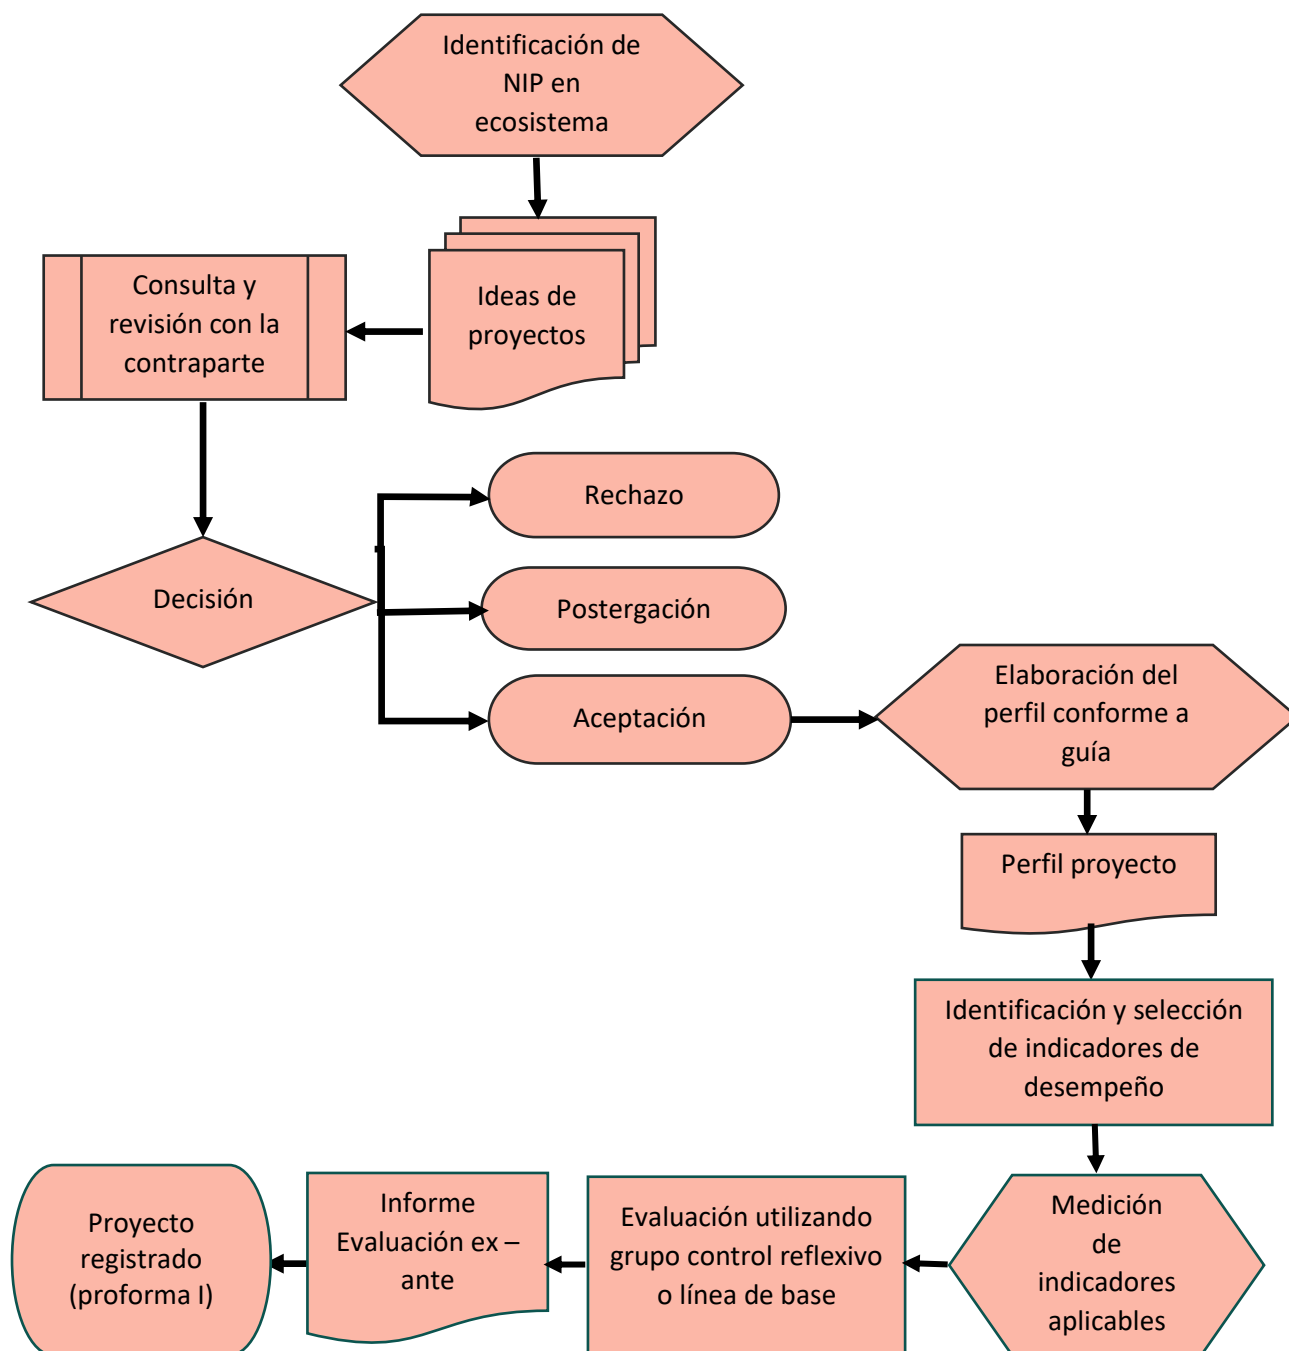 Identificación de
NIP en
ecosistema
Ideas de
proyectos
Consulta y
revisión con la
contraparte
Decisión
Rechazo
Postergación
Aceptación
Elaboración del
perfil conforme a
guía
Perfil proyecto
Identificación y selección
de indicadores de
desempeño
Medición
de
indicadores
aplicables
Evaluación utilizando
grupo control reflexivo
o línea de base
Informe
Evaluación ex –
ante
Proyecto
registrado
(proforma I)